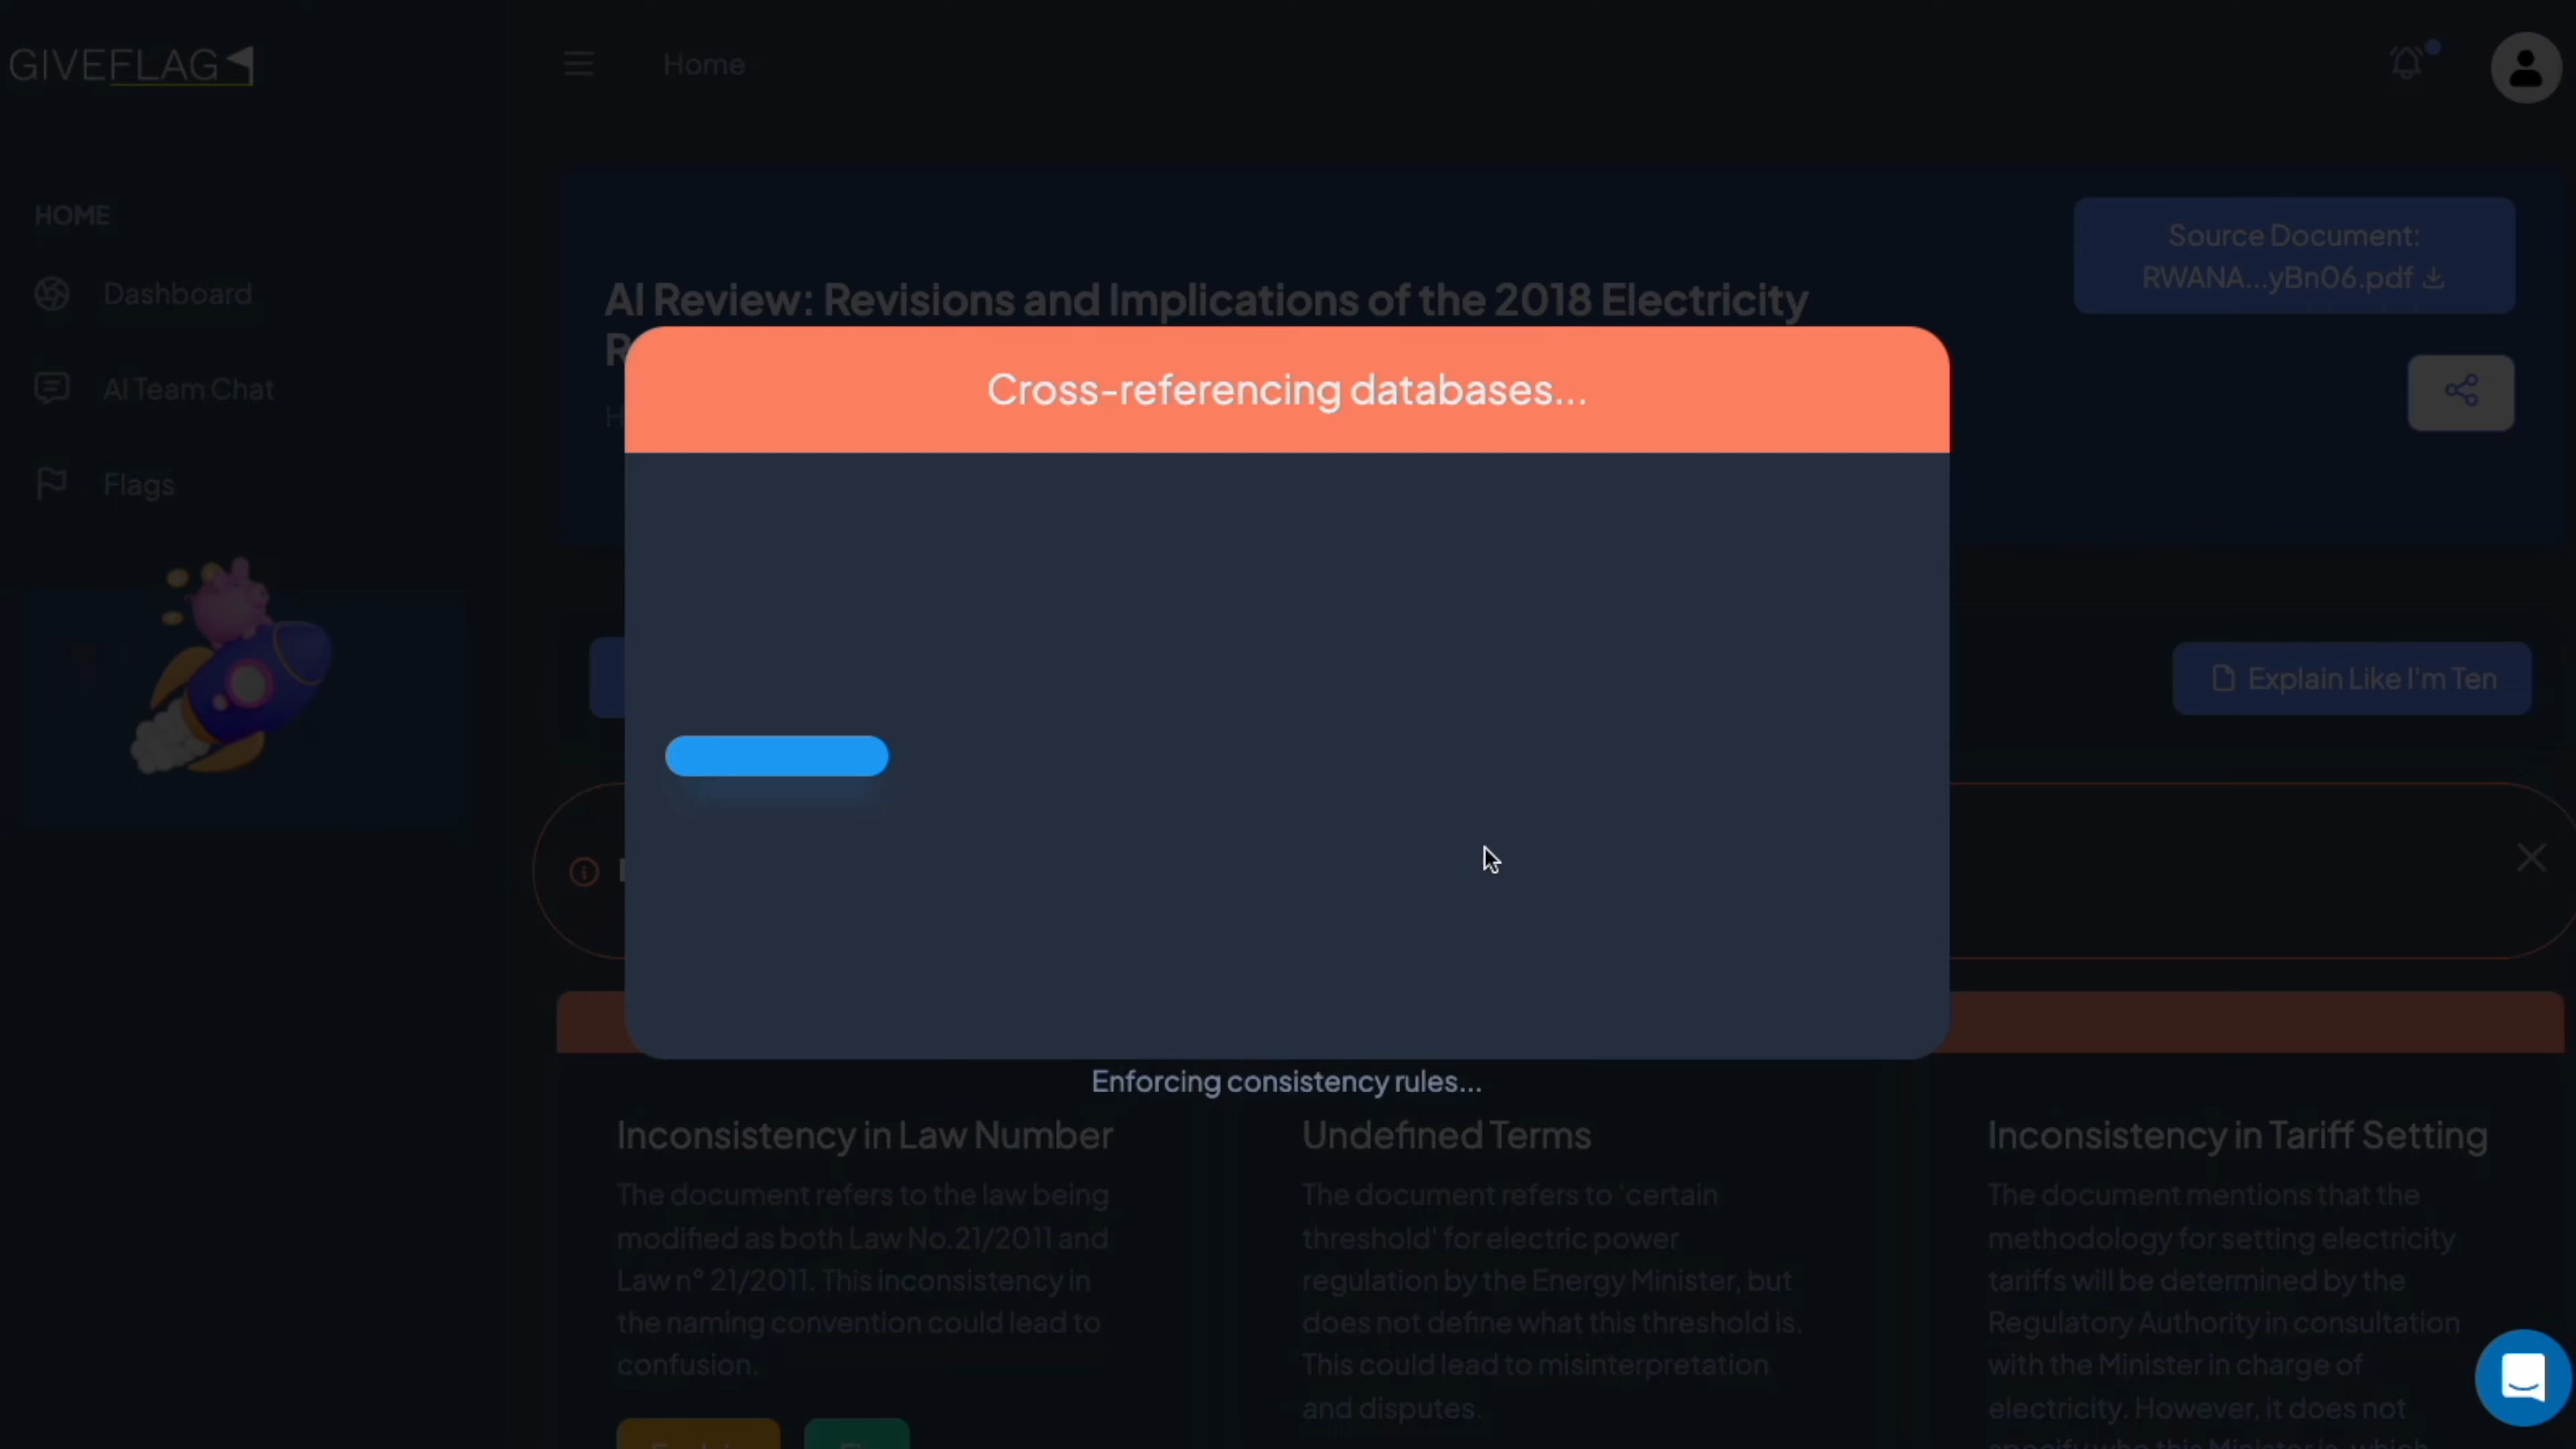 GIVEFLAG
Home
HOME
Dashboard
AI Team Chat
Flags
AI Review: Revisions and Implications of the 2018 Electricity
R
H
Source Document:
RWANA...yBn06.pdf
Explain Like I'm Ten
Cross-referencing databases...
Enforcing consistency rules...
Inconsistency in Law Number
The document refers to the law being
modified as both Law No.21/2011 and
Law n° 21/2011. This inconsistency in
the naming convention could lead to
confusion.
Undefined Terms
The document refers to 'certain
threshold' for electric power
regulation by the Energy Minister, but
does not define what this threshold is.
This could lead to misinterpretation
and disputes.
Inconsistency in Tariff Setting
The document mentions that the
methodology for setting electricity
tariffs will be determined by the
Regulatory Authority in consultation
with the Minister in charge of
electricity. However, it does not